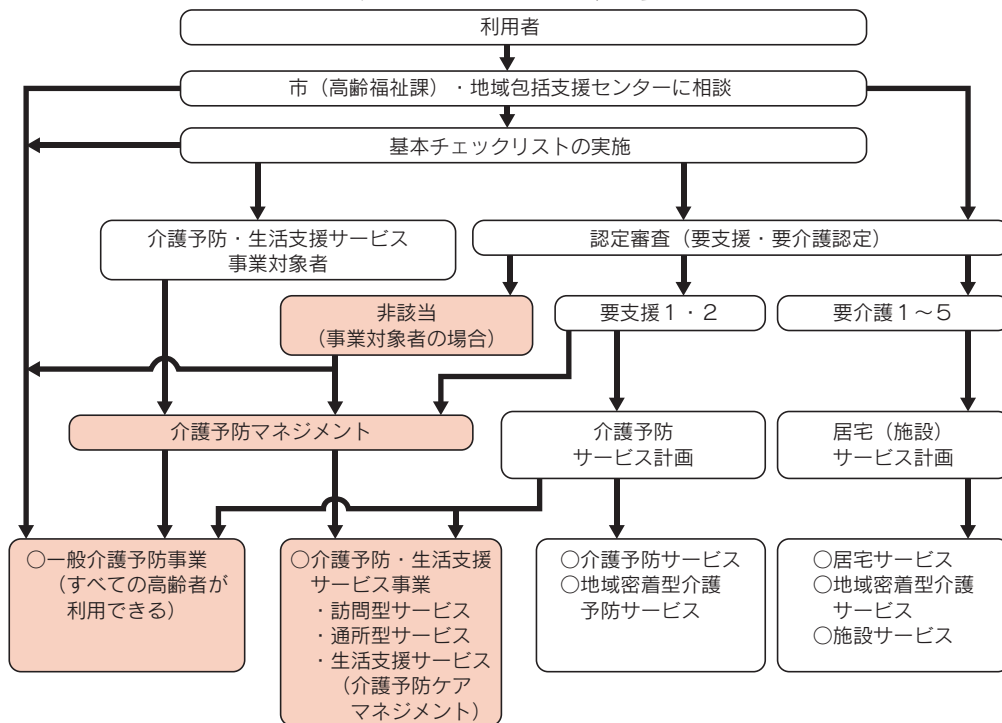 利用者
市（高齢福祉課）・地域包括支援センターに相談
基本チェックリストの実施
介護予防・生活支援サービス
事業対象者
認定審査（要支援・要介護認定）
非該当
（事業対象者の場合）
要支援１・２
要介護１～５
介護予防マネジメント
介護予防
サービス計画
居宅（施設）
サービス計画
○一般介護予防事業
（すべての高齢者が
利用できる）
○介護予防・生活支援
サービス事業
・訪問型サービス
・通所型サービス
・生活支援サービス
（介護予防ケア
マネジメント）
○介護予防サービス
○地域密着型介護
予防サービス
○居宅サービス
○地域密着型介護
サービス
○施設サービス